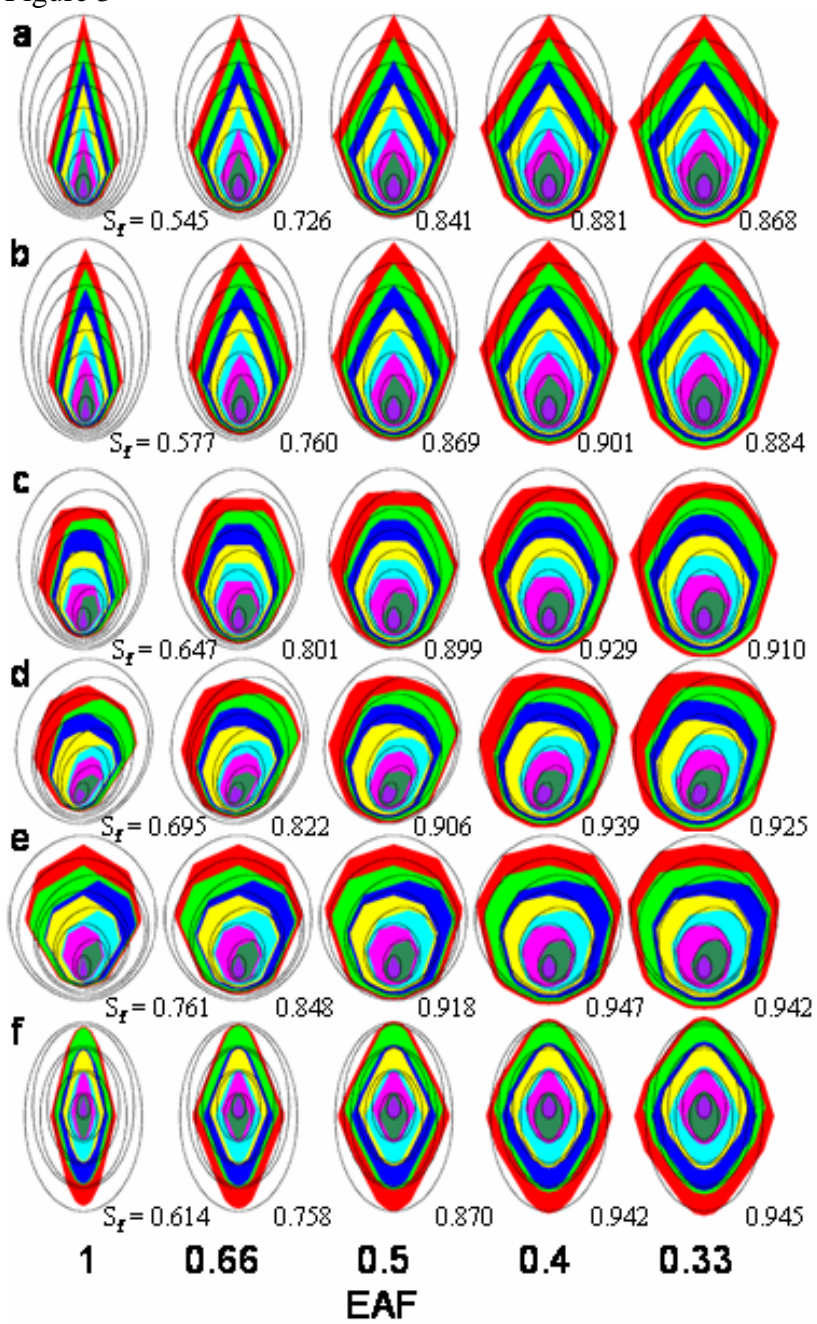 a
S_f = 0.545 0.726 0.841 0.881 0.868
b
S_f = 0.577 0.760 0.869 0.901 0.884
c
S_f = 0.647 0.801 0.899 0.929 0.910
d
S_f = 0.695 0.822 0.906 0.939 0.925
e
S_f = 0.761 0.848 0.918 0.947 0.942
f
S_f = 0.614 0.758 0.870 0.942 0.945
1 0.66 0.5 0.4 0.33
EAF